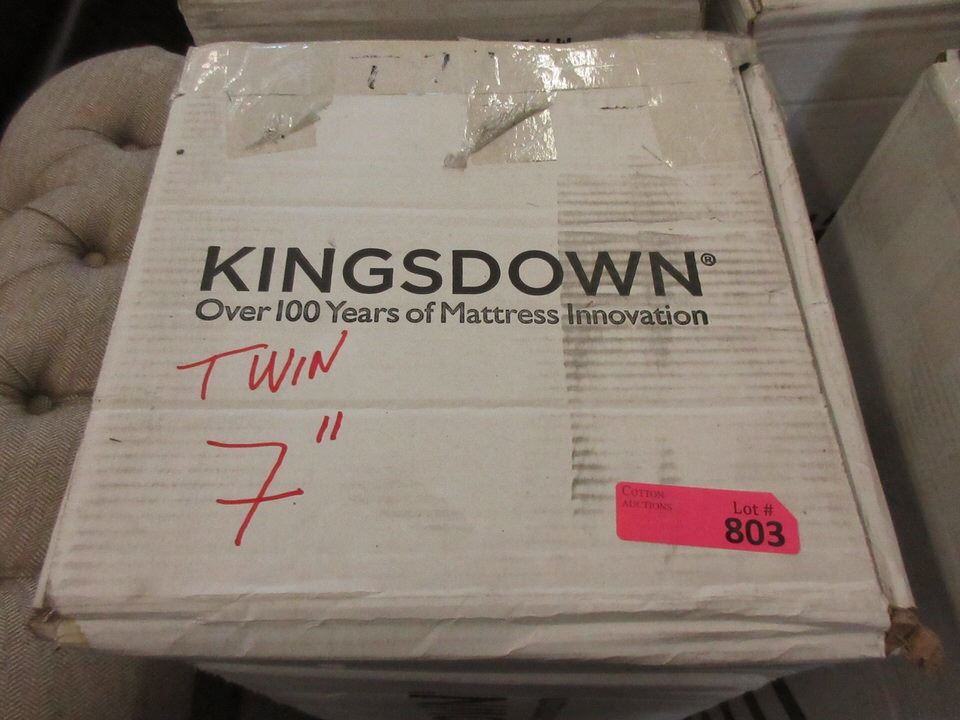 KINGSDOWN®
Over 100 Years of Mattress Innovation
TWIN
7"
COTTON
AUCTIONS
Lot #
803